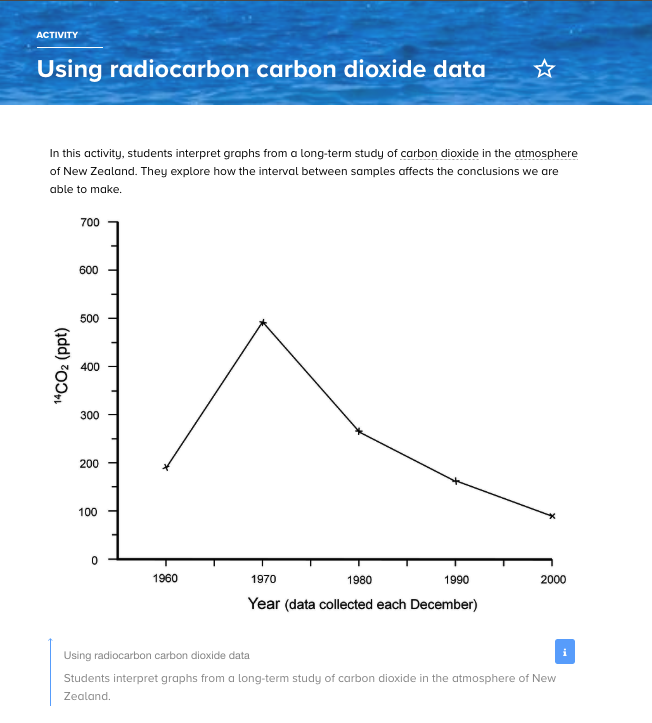 ACTIVITY
Using radiocarbon carbon dioxide data
In this activity, students interpret graphs from a long-term study of carbon dioxide in the atmosphere
of New Zealand. They explore how the interval between samples affects the conclusions we are
able to make.
700
600
500
400
300
200
100
0
¹⁴CO₂ (ppt)
1960 1970 1980 1990 2000
Year (data collected each December)
Using radiocarbon carbon dioxide data
i
Students interpret graphs from a long-term study of carbon dioxide in the atmosphere of New
Zealand.